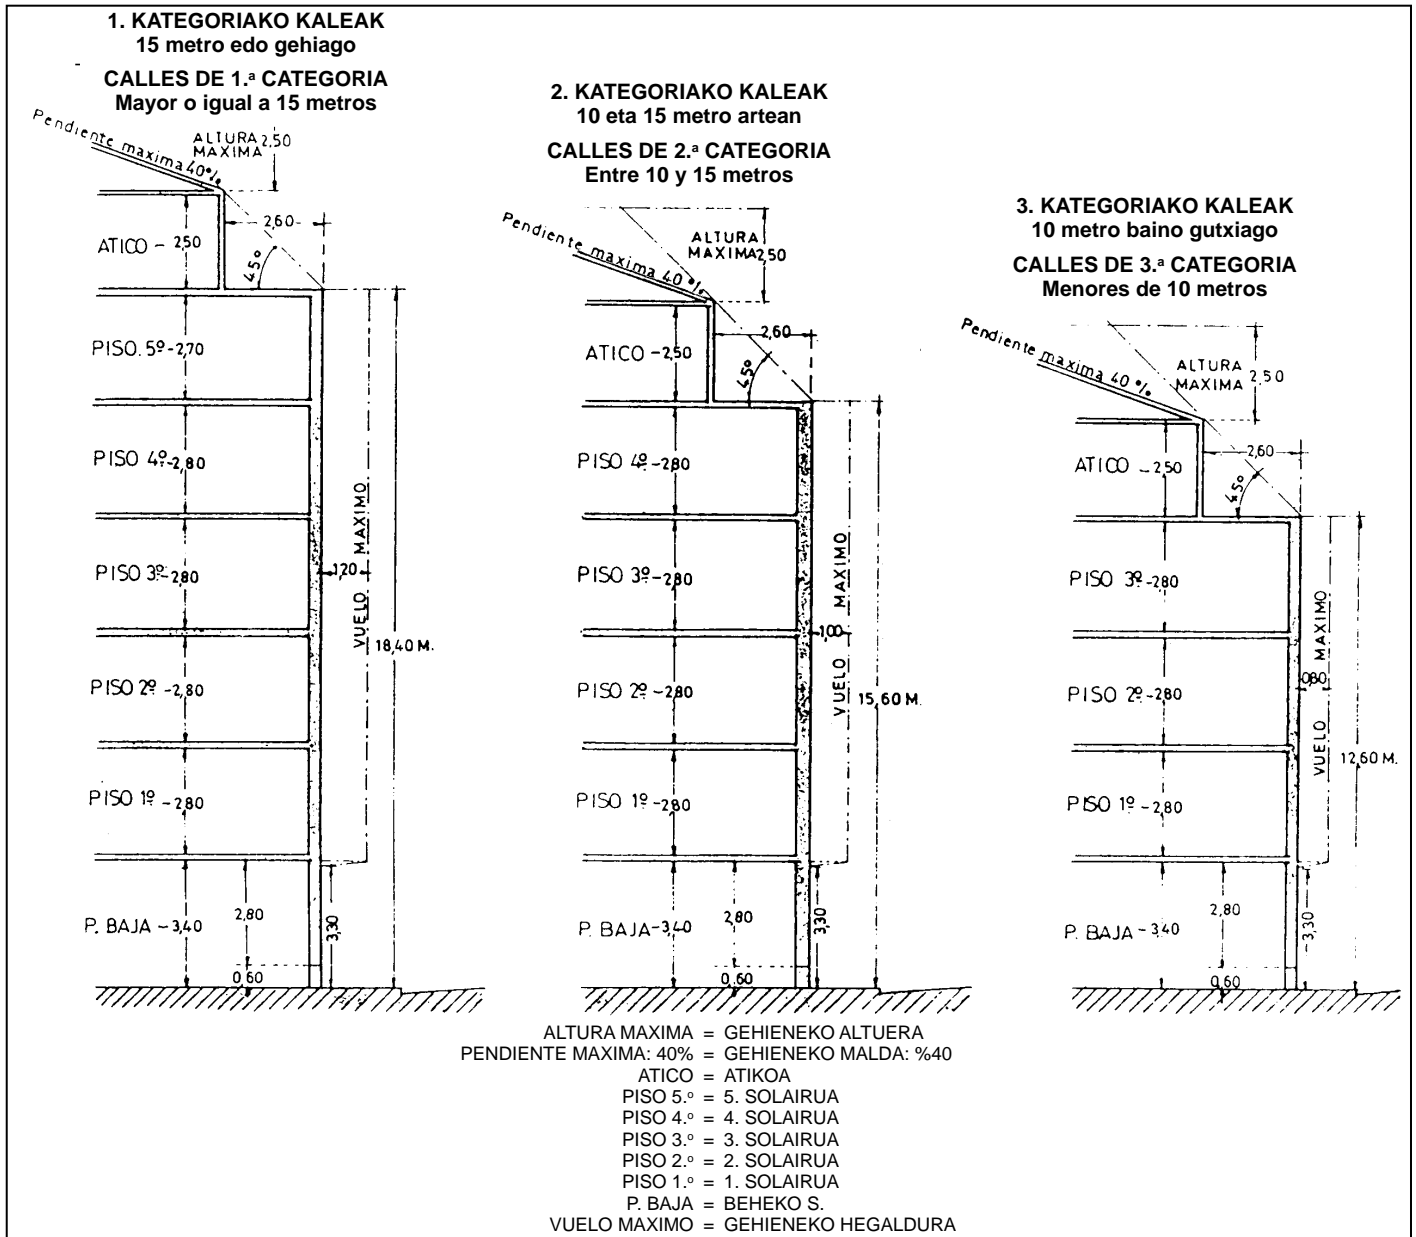 1. KATEGORIAKO KALEAK
15 metro edo gehiago
CALLES DE 1.ª CATEGORIA
Mayor o igual a 15 metros
Pendiente maxima 40%
ALTURA 2,50
MAXIMA
2,60
ATICO - 2,50
45º
PISO. 5º-2,70
PISO 4º-2,80
PISO 3º-2,80
1,20
VUELO MAXIMO
18,40 M.
PISO 2º-2,80
PISO 1º-2,80
2,80
P. BAJA - 3,40
3,30
0,60
2. KATEGORIAKO KALEAK
10 eta 15 metro artean
CALLES DE 2.ª CATEGORIA
Entre 10 y 15 metros
Pendiente maxima 40%
ALTURA
MAXIMA 2,50
2,60
ATICO - 2,50
45º
PISO 4º-2,80
PISO 3º-2,80
1,00
VUELO MAXIMO
15,60 M.
PISO 2º-2,80
PISO 1º-2,80
2,80
P. BAJA-3,40
3,30
0,60
3. KATEGORIAKO KALEAK
10 metro baino gutxiago
CALLES DE 3.ª CATEGORIA
Menores de 10 metros
Pendiente maxima 40%
ALTURA
MAXIMA 2,50
2,60
ATICO - 2,50
45º
PISO 3º-2,80
0,80
VUELO MAXIMO
12,60 M.
PISO 2º-2,80
PISO 1º-2,80
2,80
P. BAJA - 3,40
3,30
0,60
ALTURA MAXIMA = GEHIENEKO ALTUERA
PENDIENTE MAXIMA: 40% = GEHIENEKO MALDA: %40
ATICO = ATIKOA
PISO 5.º = 5. SOLAIRUA
PISO 4.º = 4. SOLAIRUA
PISO 3.º = 3. SOLAIRUA
PISO 2.º = 2. SOLAIRUA
PISO 1.º = 1. SOLAIRUA
P. BAJA = BEHEKO S.
VUELO MAXIMO = GEHIENEKO HEGALDURA